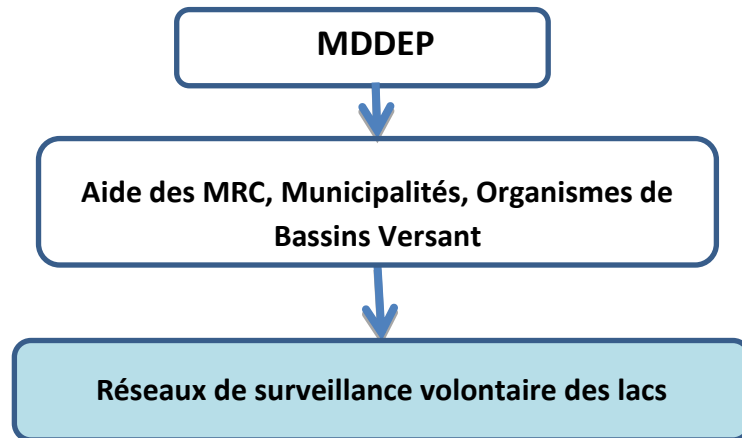 MDDEP
Aide des MRC, Municipalités, Organismes de
Bassins Versant
Réseaux de surveillance volontaire des lacs